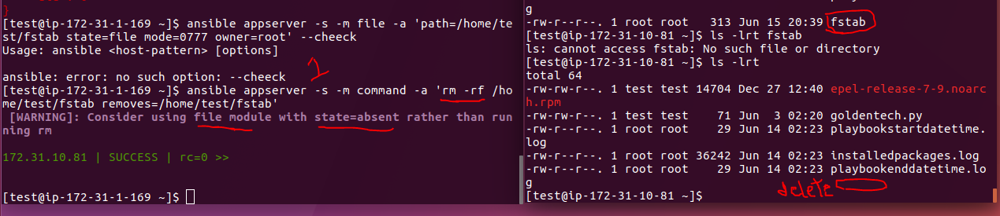 }
[test@ip-172-31-1-169 ~]$ ansible appserver -s -m file -a 'path=/home/te
st/fstab state=file mode=0777 owner=root' --cheeck
Usage: ansible <host-pattern> [options]
ansible: error: no such option: --cheeck
1
[test@ip-172-31-1-169 ~]$ ansible appserver -s -m command -a 'rm -rf /ho
me/test/fstab removes=/home/test/fstab'
[WARNING]: Consider using file module with state=absent rather than run
ning rm
172.31.10.81 | SUCCESS | rc=0 >>
[test@ip-172-31-1-169 ~]$
g
-rw-r--r--. 1 root root 313 Jun 15 20:39 fstab
[test@ip-172-31-10-81 ~]$ ls -lrt fstab
ls: cannot access fstab: No such file or directory
[test@ip-172-31-10-81 ~]$ ls -lrt
total 64
-rw-rw-r--. 1 test test 14704 Dec 27 12:40 epel-release-7-9.noarc
h.rpm
-rw-rw-r--. 1 test test 71 Jun 3 02:20 goldentech.py
-rw-r--r--. 1 root root 29 Jun 14 02:23 playbookstartdatetime.
log
-rw-r--r--. 1 root root 36242 Jun 14 02:23 installedpackages.log
-rw-r--r--. 1 root root 29 Jun 14 02:23 playbookenddatetime.lo
g
delete
[test@ip-172-31-10-81 ~]$